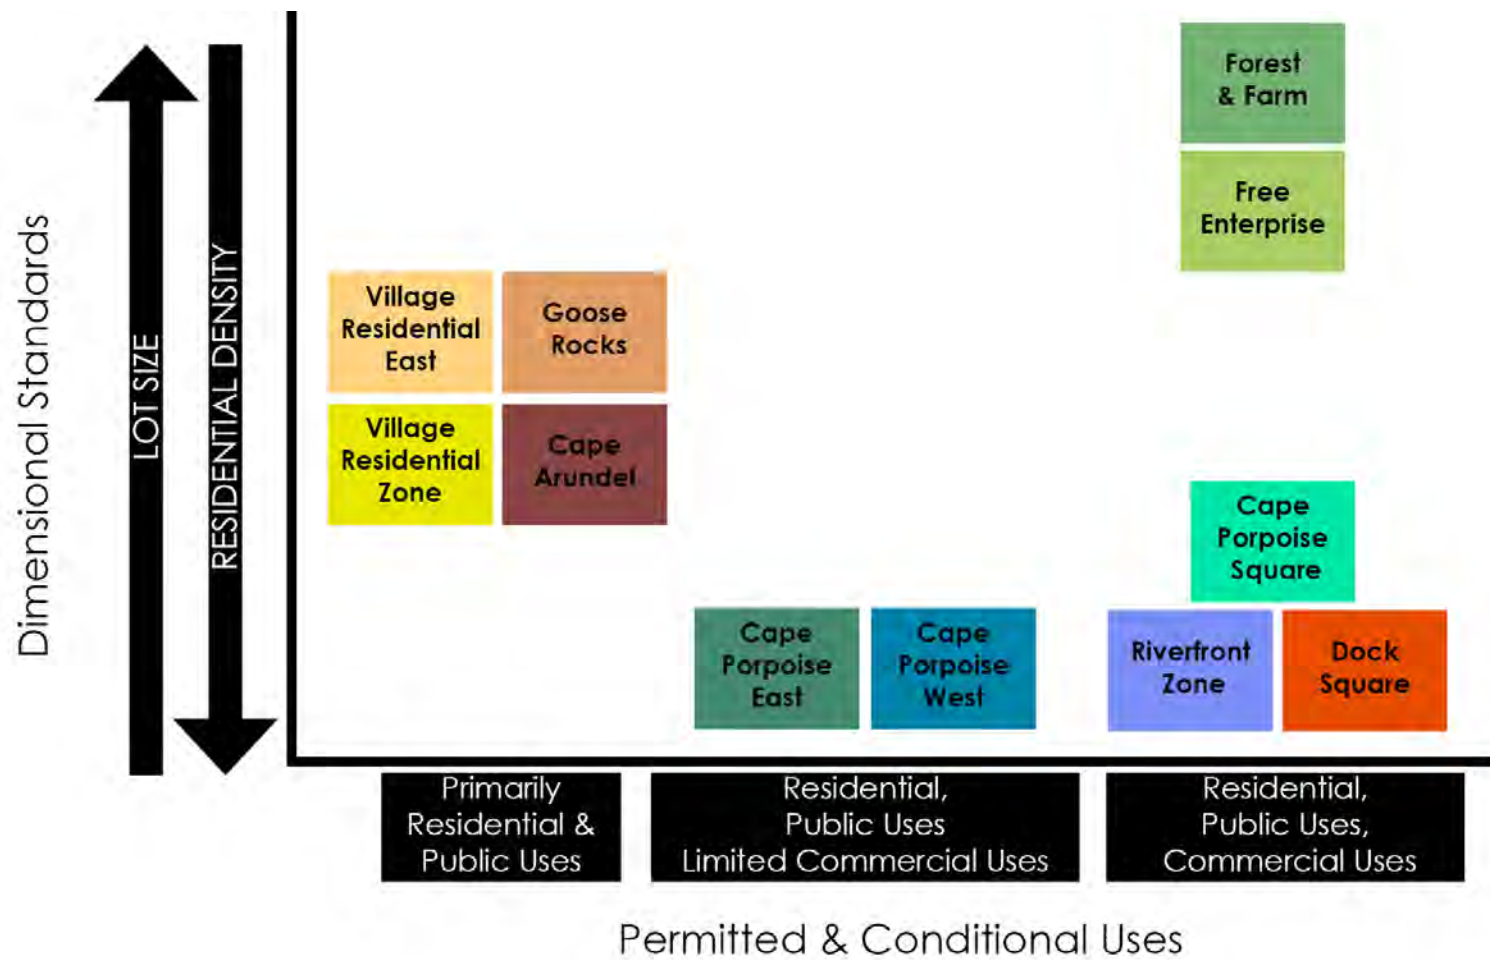 Dimensional Standards
LOT SIZE
RESIDENTIAL DENSITY
Forest
& Farm
Free
Enterprise
Village
Residential
East
Goose
Rocks
Village
Residential
Zone
Cape
Arundel
Cape
Porpoise
Square
Cape
Porpoise
East
Cape
Porpoise
West
Riverfront
Zone
Dock
Square
Primarily
Residential &
Public Uses
Residential,
Public Uses
Limited Commercial Uses
Residential,
Public Uses,
Commercial Uses
Permitted & Conditional Uses